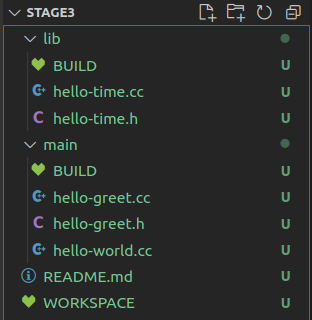 STAGE3
lib
BUILD U
hello-time.cc U
hello-time.h U
main
BUILD U
hello-greet.cc U
hello-greet.h U
hello-world.cc U
README.md U
WORKSPACE U